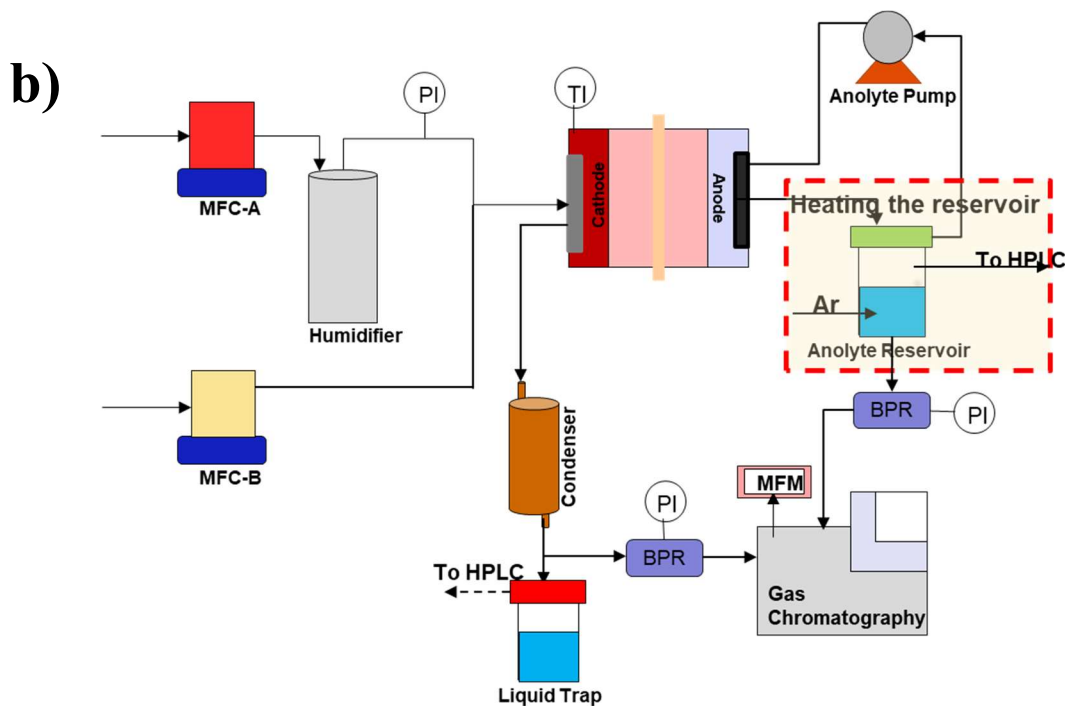 b)
PI
TI
Anolyte Pump
MFC-A
Cathode
Anode
Heating the reservoir
To HPLC
Humidifier
Ar
Anolyte Reservoir
BPR
PI
MFC-B
Condenser
MFM
PI
BPR
To HPLC
Gas
Chromatography
Liquid Trap